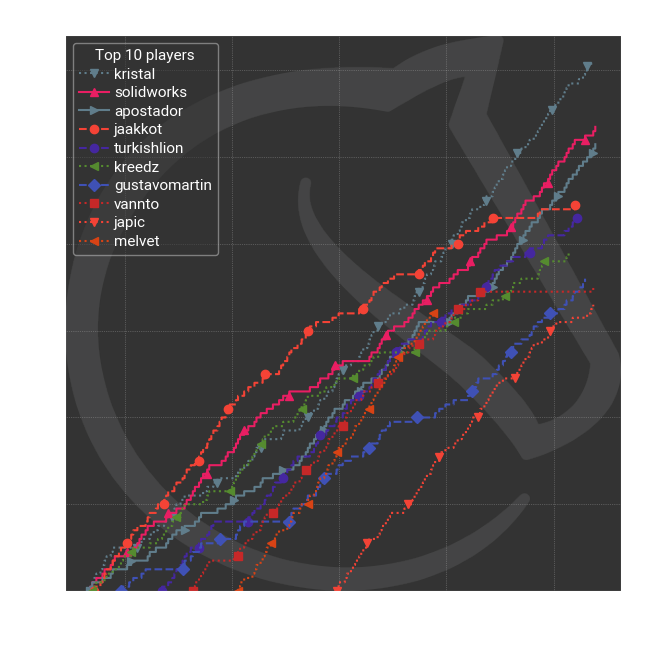 Top 10 players
kristal
solidworks
apostador
jaakkot
turkishlion
kreedz
gustavomartin
vannto
japic
melvet